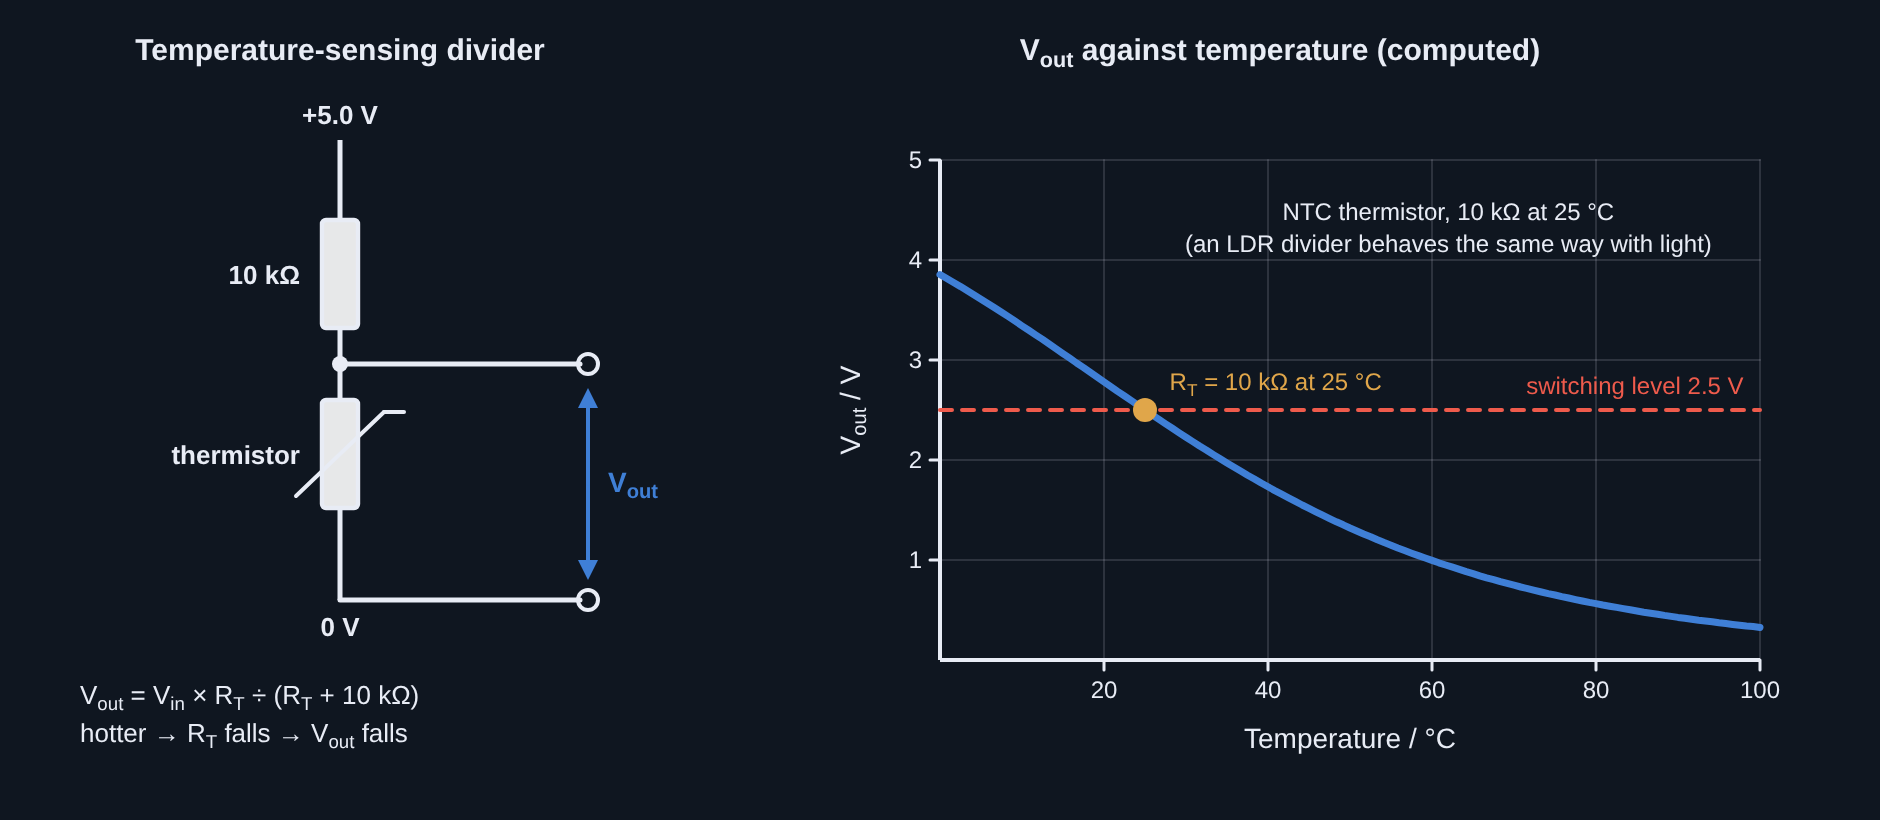 Temperature-sensing divider
+5.0 V
10 kΩ
thermistor
Vout
0 V
Vout = Vin × RT ÷ (RT + 10 kΩ)
hotter → RT falls → Vout falls
Vout against temperature (computed)
5
4
3
2
1
Vout / V
NTC thermistor, 10 kΩ at 25 °C
(an LDR divider behaves the same way with light)
RT = 10 kΩ at 25 °C
switching level 2.5 V
20 40 60 80 100
Temperature / °C